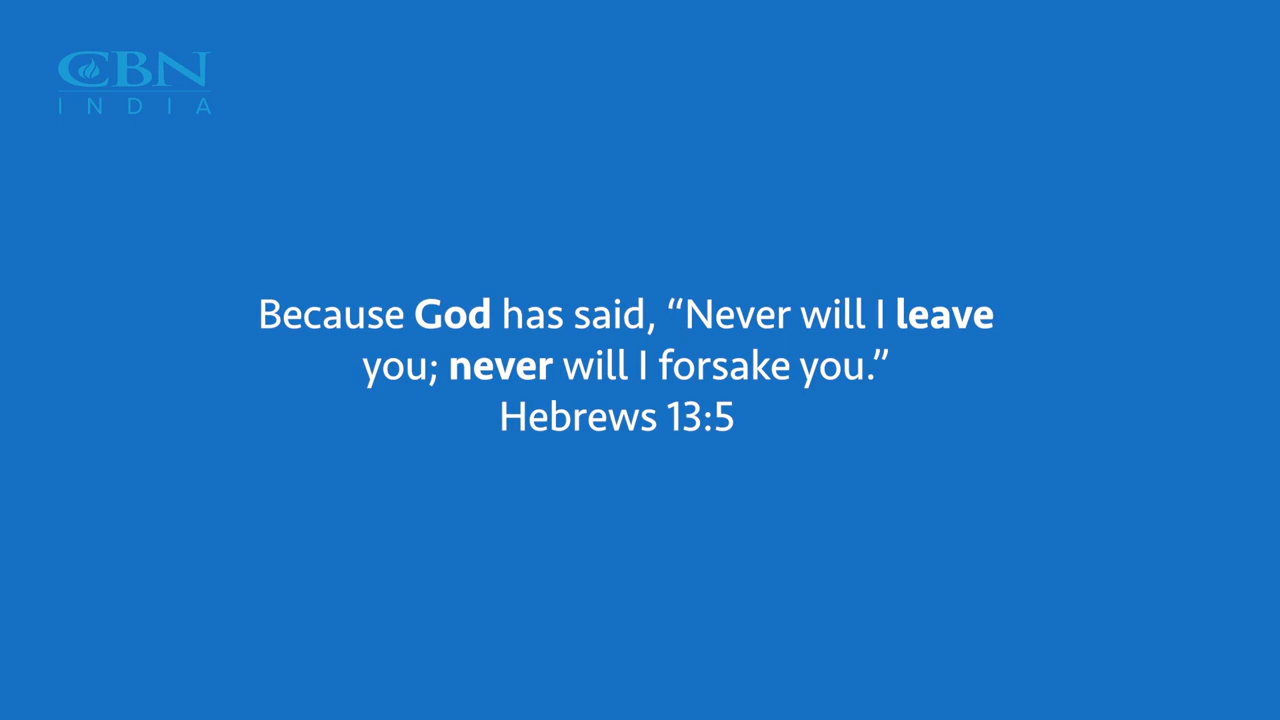 CBN
INDIA
Because God has said, “Never will I leave
you; never will I forsake you.”
Hebrews 13:5